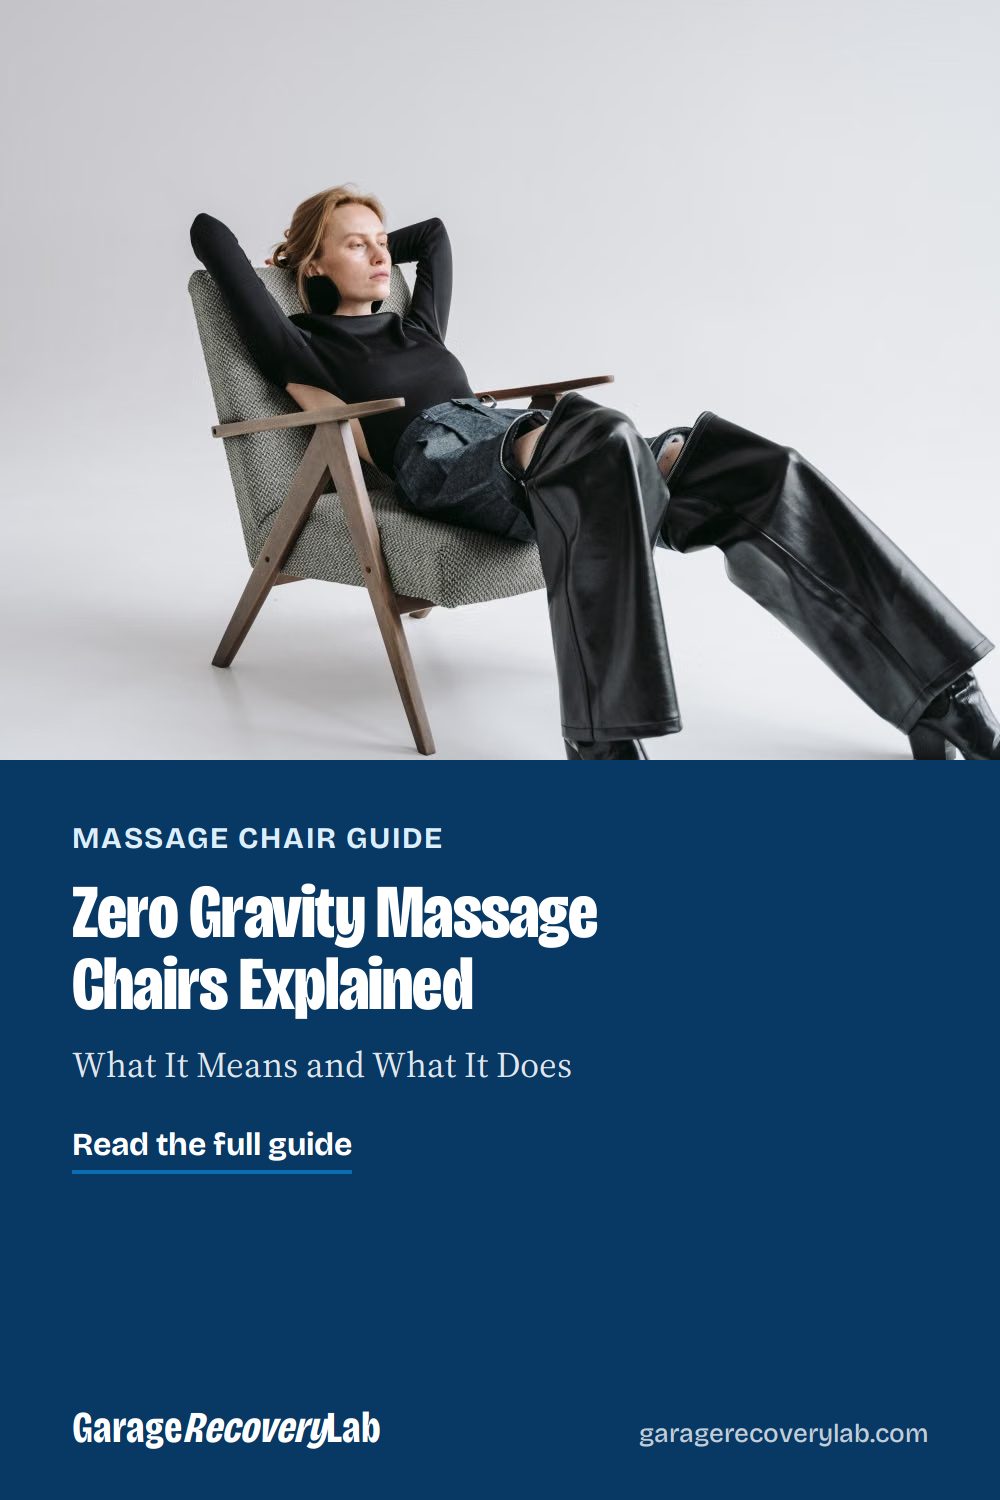 MASSAGE CHAIR GUIDE
Zero Gravity Massage
Chairs Explained
What It Means and What It Does
Read the full guide
GarageRecoveryLab
garagerecoverylab.com